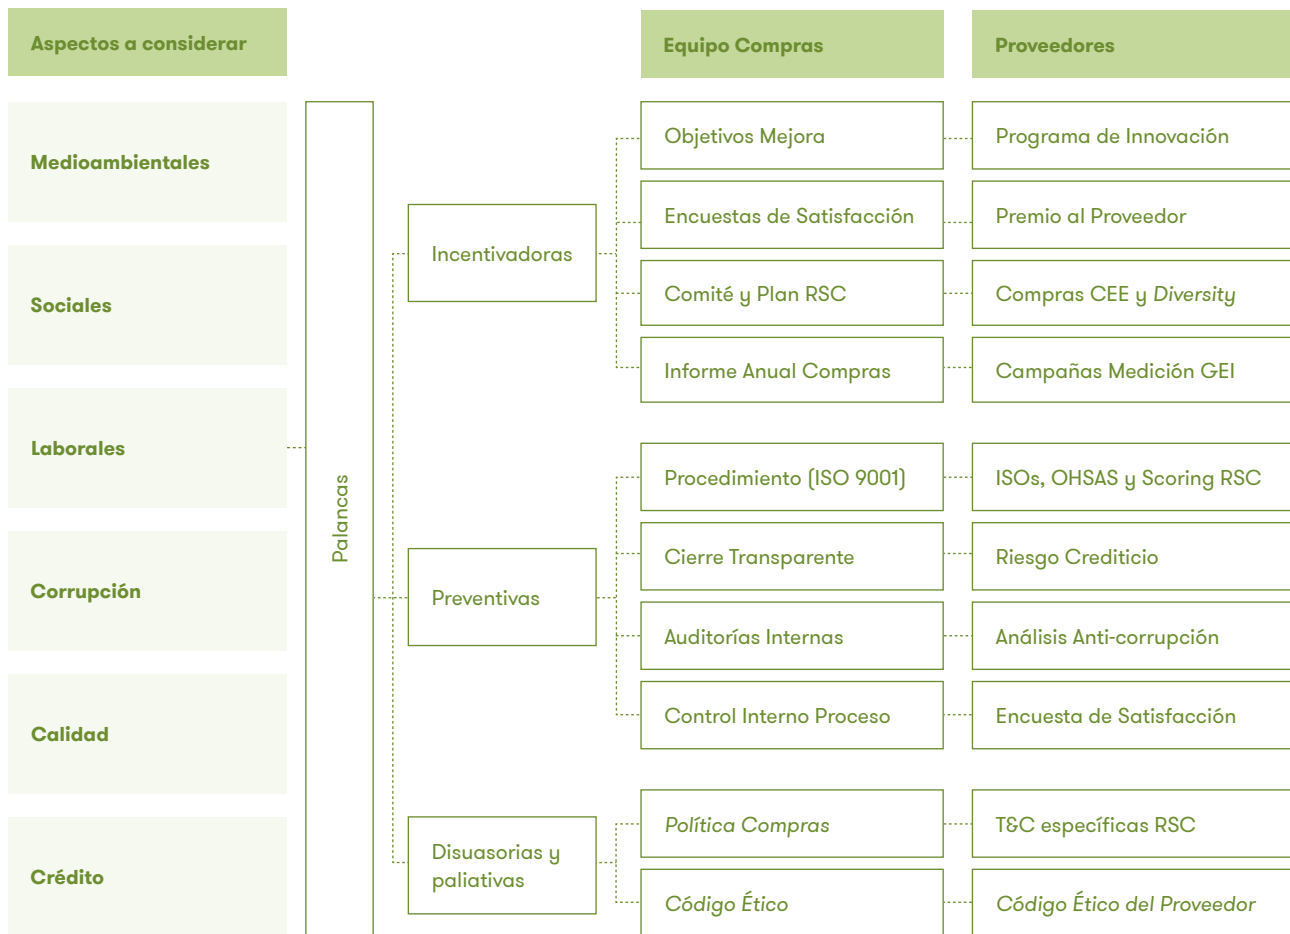 Aspectos a considerar
Equipo Compras
Proveedores
Medioambientales
Sociales
Laborales
Corrupción
Calidad
Crédito
Palancas
Incentivadoras
Objetivos Mejora
Programa de Innovación
Encuestas de Satisfacción
Premio al Proveedor
Comité y Plan RSC
Compras CEE y Diversity
Informe Anual Compras
Campañas Medición GEI
Preventivas
Procedimiento (ISO 9001)
ISOs, OHSAS y Scoring RSC
Cierre Transparente
Riesgo Crediticio
Auditorías Internas
Análisis Anti-corrupción
Control Interno Proceso
Encuesta de Satisfacción
Disuasorias y
paliativas
Política Compras
T&C específicas RSC
Código Ético
Código Ético del Proveedor